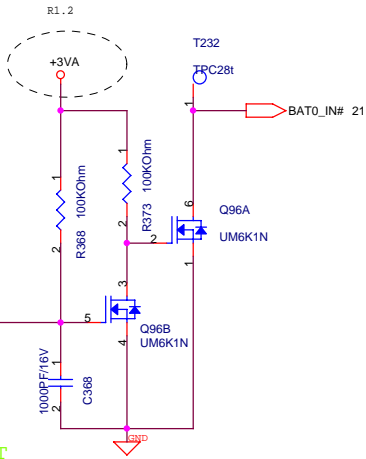 R1.2
T232
+3VA
TPC28t
1
BAT0_IN# 21
1
100KOhm
1
100KOhm
6
Q96A
R368
2
R373
2
2
UM6K1N
1
3
5
Q96B
4
UM6K1N
1000PF/16V
1
C368
2
GND
T